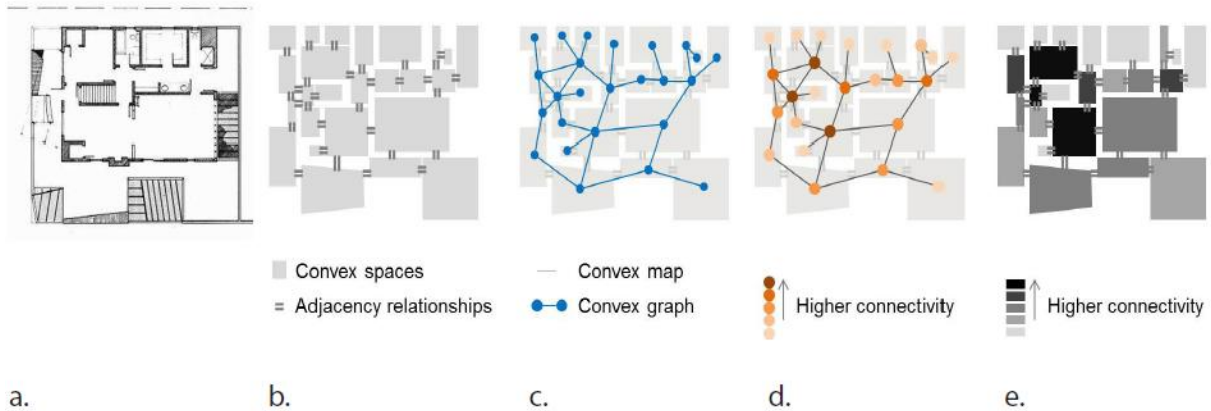 Convex spaces
Adjacency relationships
Convex map
Convex graph
Higher connectivity
Higher connectivity
a.
b.
c.
d.
e.